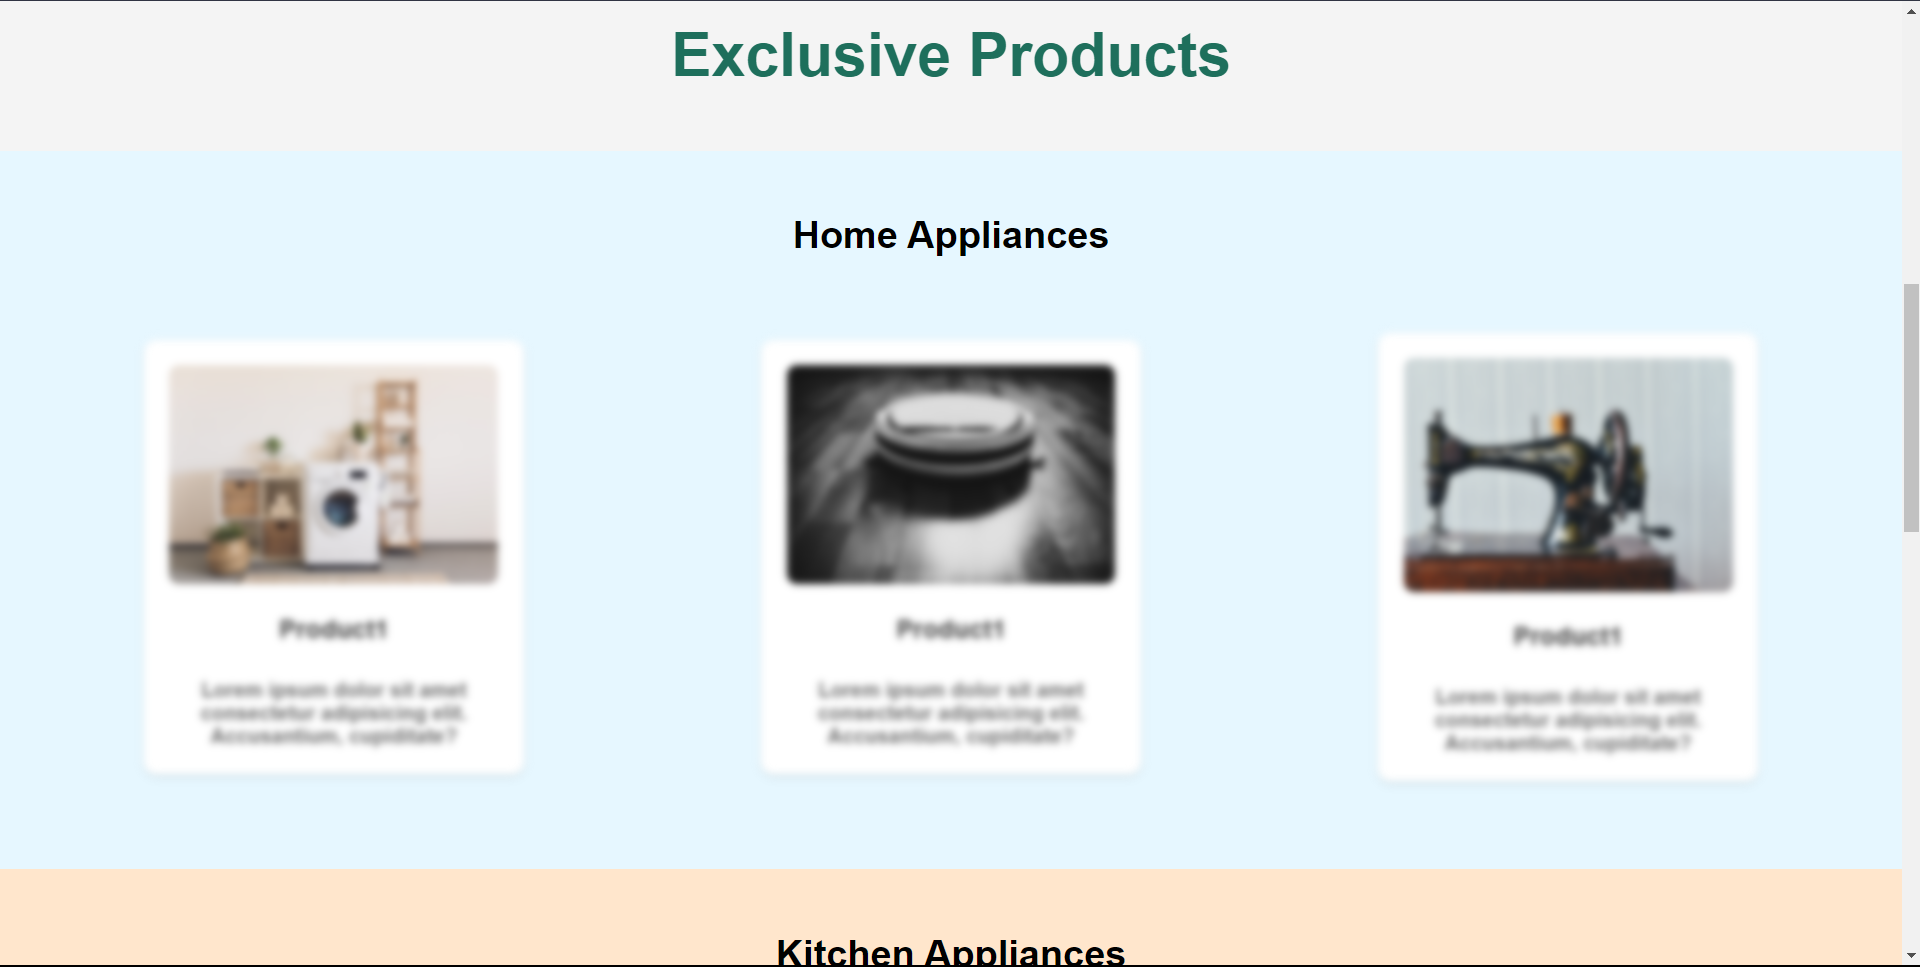 Exclusive Products
Home Appliances
Product1
Lorem ipsum dolor sit amet
consectetur adipisicing elit.
Accusantium, cupiditate?
Product1
Lorem ipsum dolor sit amet
consectetur adipisicing elit.
Accusantium, cupiditate?
Product1
Lorem ipsum dolor sit amet
consectetur adipisicing elit.
Accusantium, cupiditate?
Kitchen Appliances